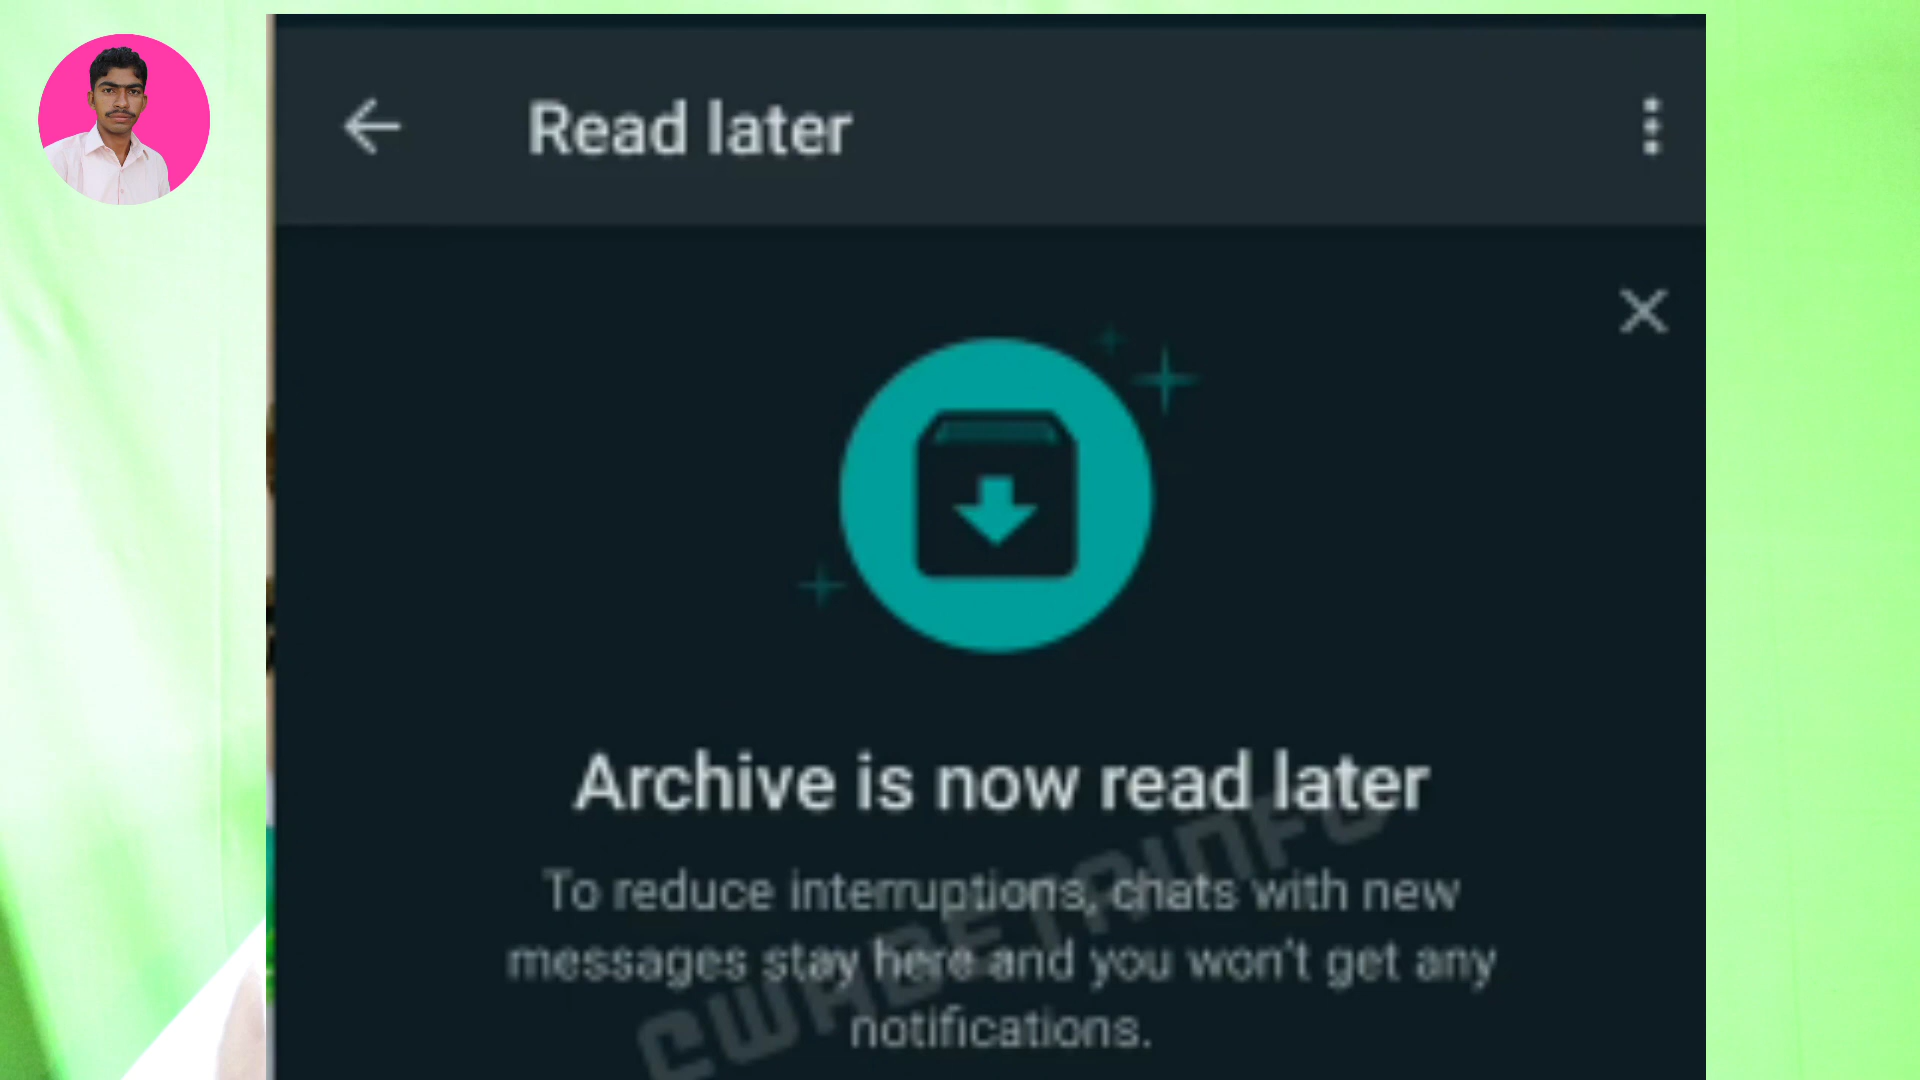 Read later
Archive is now read later
To reduce interruptions, chats with new
messages stay here and you won't get any
notifications.
CWABETAINFO